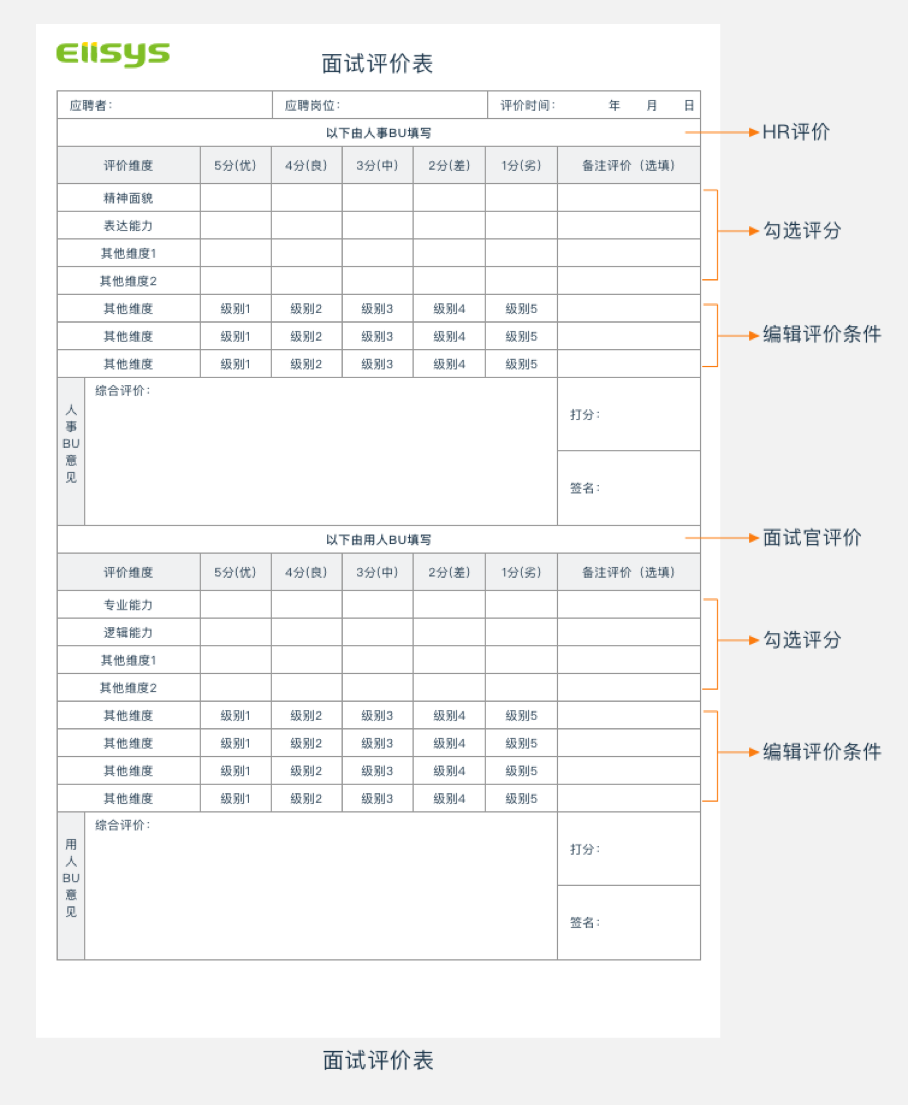 Eiisys
面试评价表
应聘者: 应聘岗位: 评价时间: 年 月 日
以下由人事BU填写
HR评价
评价维度 5分(优) 4分(良) 3分(中) 2分(差) 1分(劣) 备注评价（选填）
精神面貌
表达能力
勾选评分
其他维度1
其他维度2
其他维度 级别1 级别2 级别3 级别4 级别5
其他维度 级别1 级别2 级别3 级别4 级别5
编辑评价条件
其他维度 级别1 级别2 级别3 级别4 级别5
人事BU意见
综合评价:
打分:
签名:
以下由用人BU填写
面试官评价
评价维度 5分(优) 4分(良) 3分(中) 2分(差) 1分(劣) 备注评价（选填）
专业能力
逻辑能力
勾选评分
其他维度1
其他维度2
其他维度 级别1 级别2 级别3 级别4 级别5
其他维度 级别1 级别2 级别3 级别4 级别5
编辑评价条件
其他维度 级别1 级别2 级别3 级别4 级别5
其他维度 级别1 级别2 级别3 级别4 级别5
用人BU意见
综合评价:
打分:
签名:
面试评价表